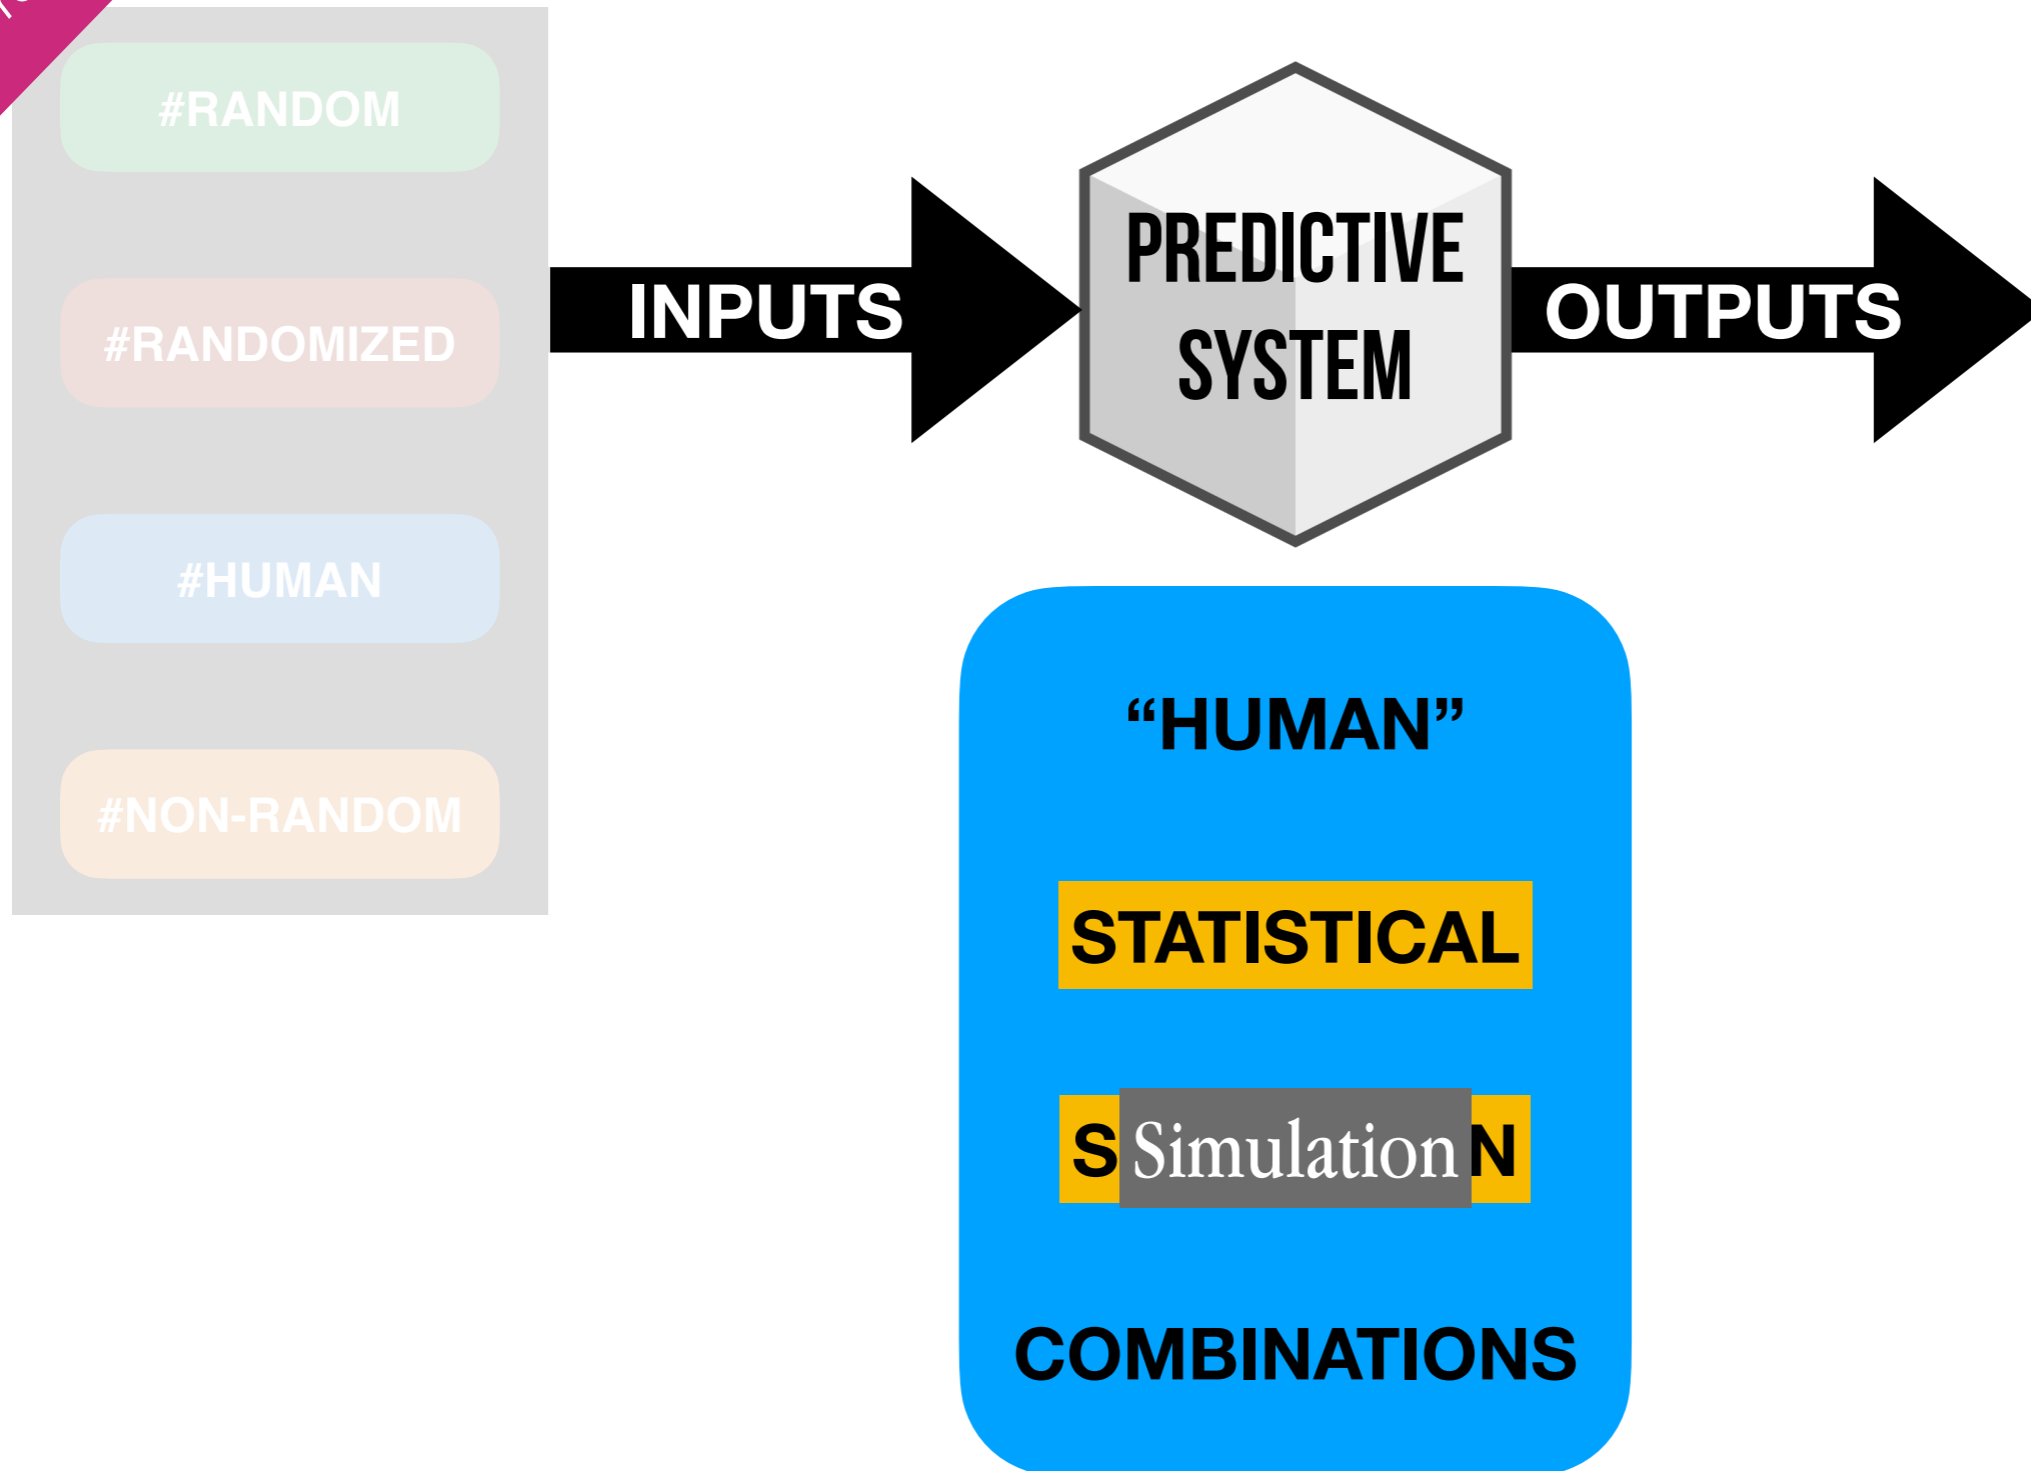 #RANDOM
#RANDOMIZED
#HUMAN
#NON-RANDOM
INPUTS
PREDICTIVE
SYSTEM
OUTPUTS
“HUMAN”
STATISTICAL
Simulation
COMBINATIONS